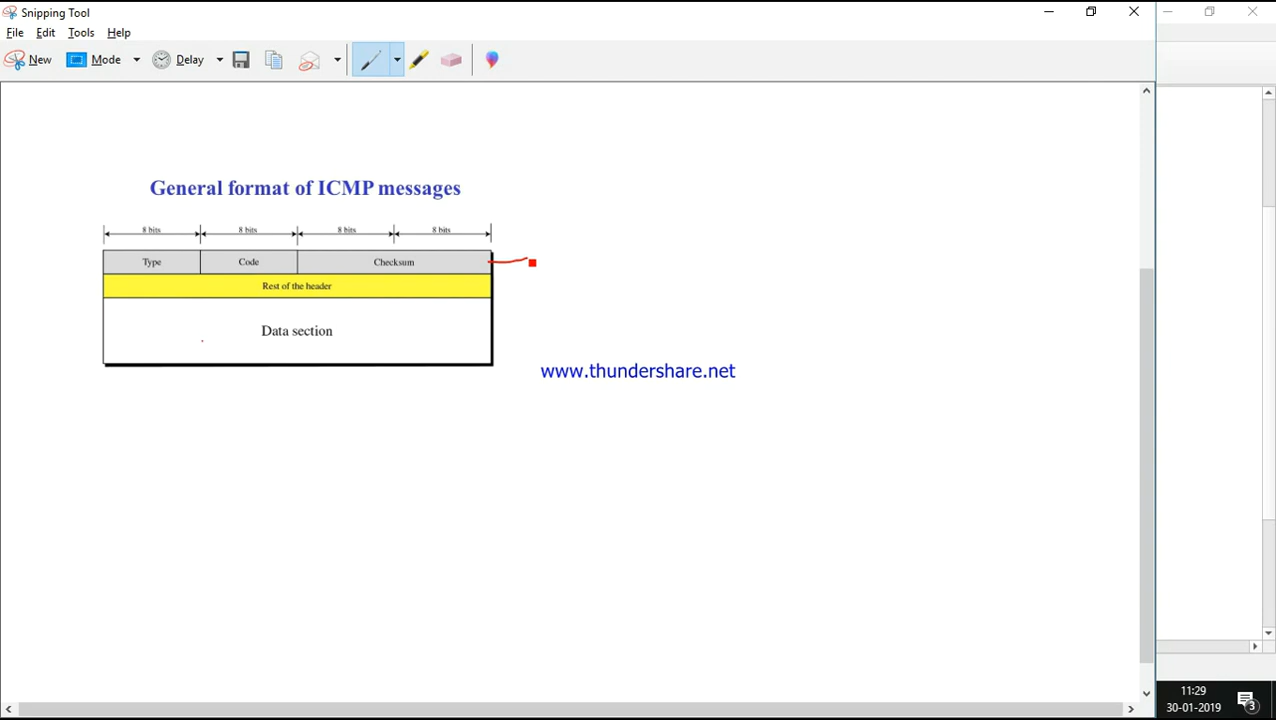 Snipping Tool
File Edit Tools Help
New Mode Delay
General format of ICMP messages
8 bits 8 bits 8 bits 8 bits
Type Code Checksum
Rest of the header
Data section
www.thundershare.net
11:29
30-01-2019
3